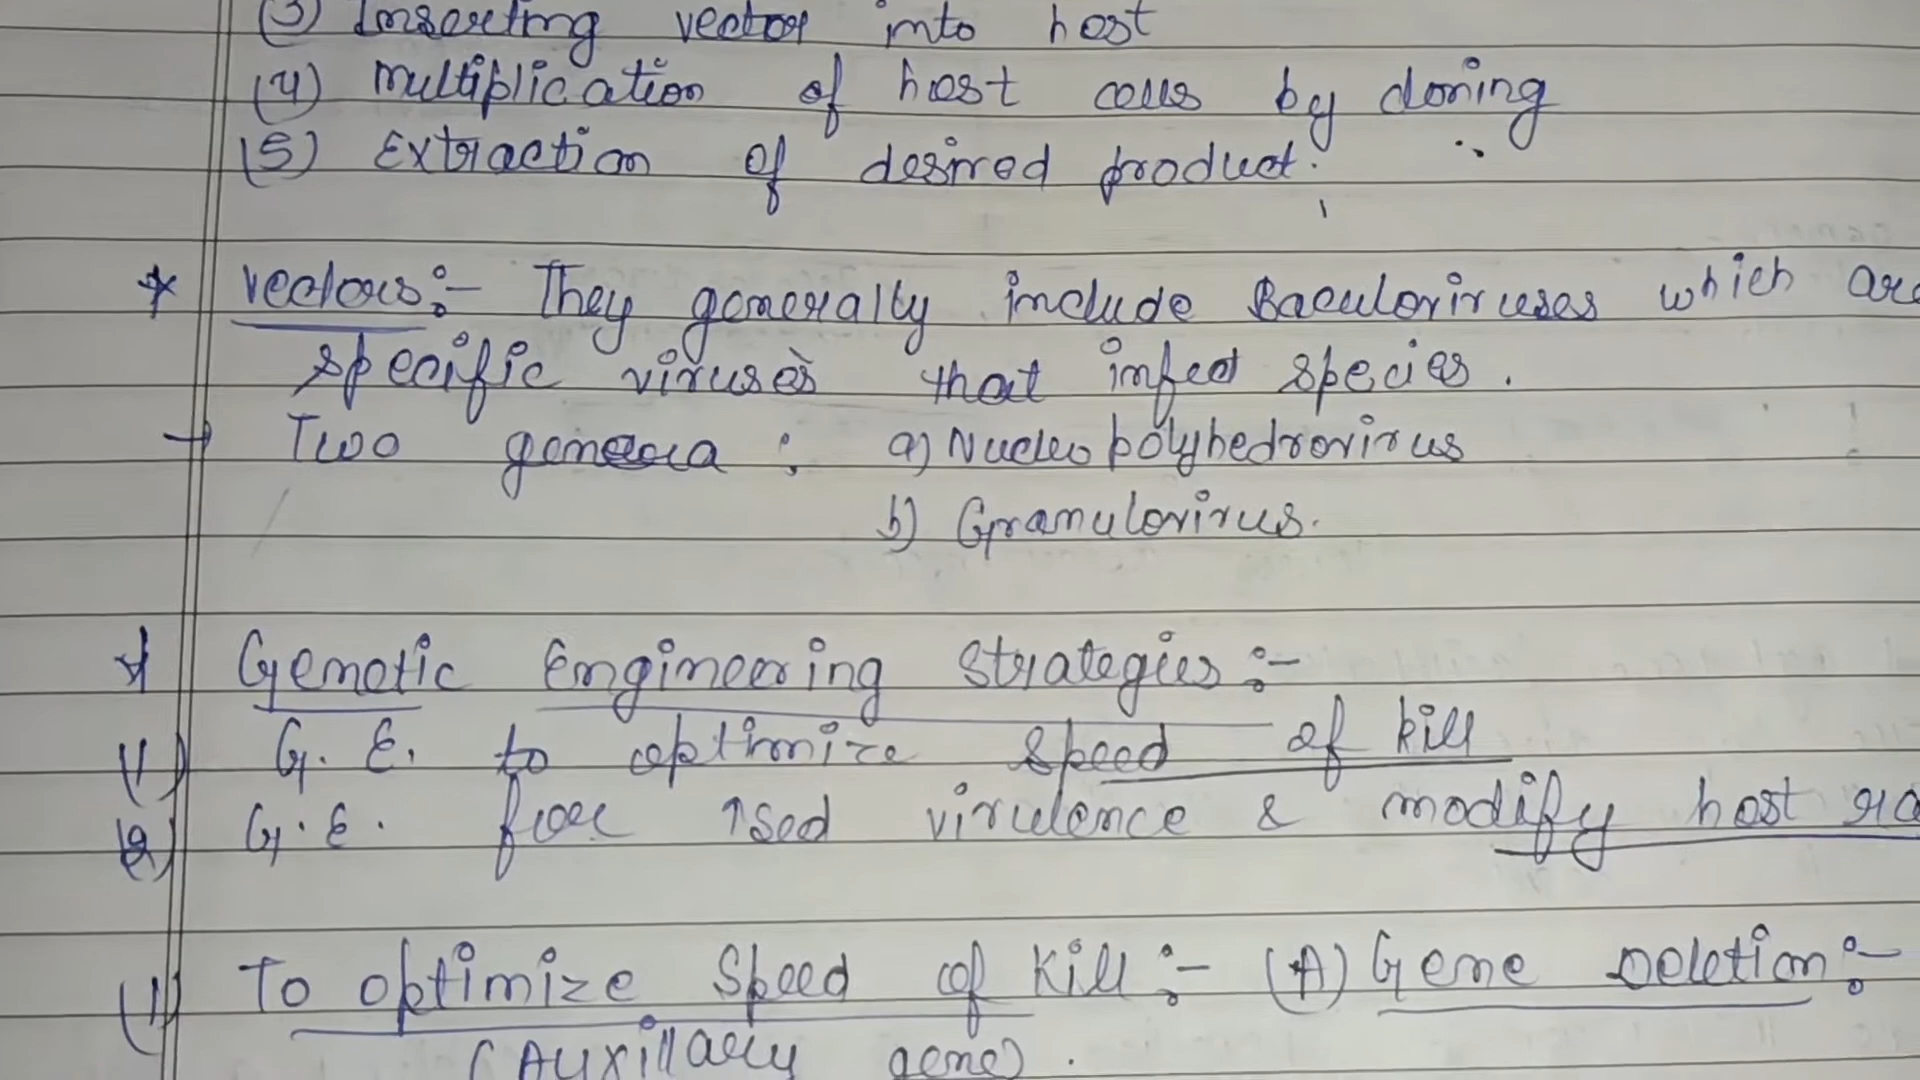 (3) Inserting vector into host
(4) Multiplication of host cells by cloning
(5) Extraction of desired product.
* Vectors:- They generally include Baculoviruses which are
specific viruses that infect species.
→ Two genera : a) Nucleopolyhedrovirus
b) Granulovirus.
* Genetic Engineering Strategies:-
(1) G. E. to optimize speed of kill
(2) G. E. for ↑sed virulence & modify host ra
(1) To optimize Speed of Kill:- (A) Gene Deletion:-
(Auxillary gene).